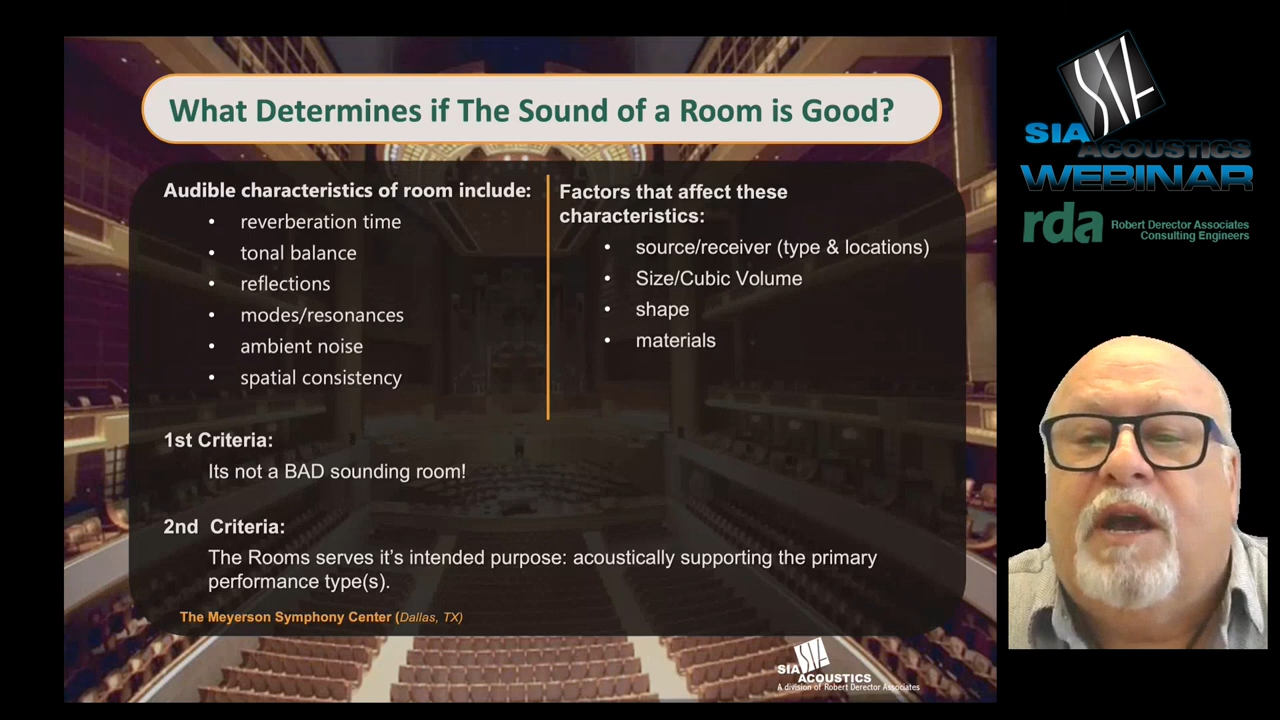 What Determines if The Sound of a Room is Good?
Audible characteristics of room include:
• reverberation time
• tonal balance
• reflections
• modes/resonances
• ambient noise
• spatial consistency
Factors that affect these
characteristics:
• source/receiver (type & locations)
• Size/Cubic Volume
• shape
• materials
1st Criteria:
Its not a BAD sounding room!
2nd Criteria:
The Rooms serves it's intended purpose: acoustically supporting the primary
performance type(s).
The Meyerson Symphony Center (Dallas, TX)
SIA
SIA
ACOUSTICS
A division of Robert Derector Associates
SIA
SIA
ACOUSTICS
WEBINAR
rda
Robert Derector Associates
Consulting Engineers